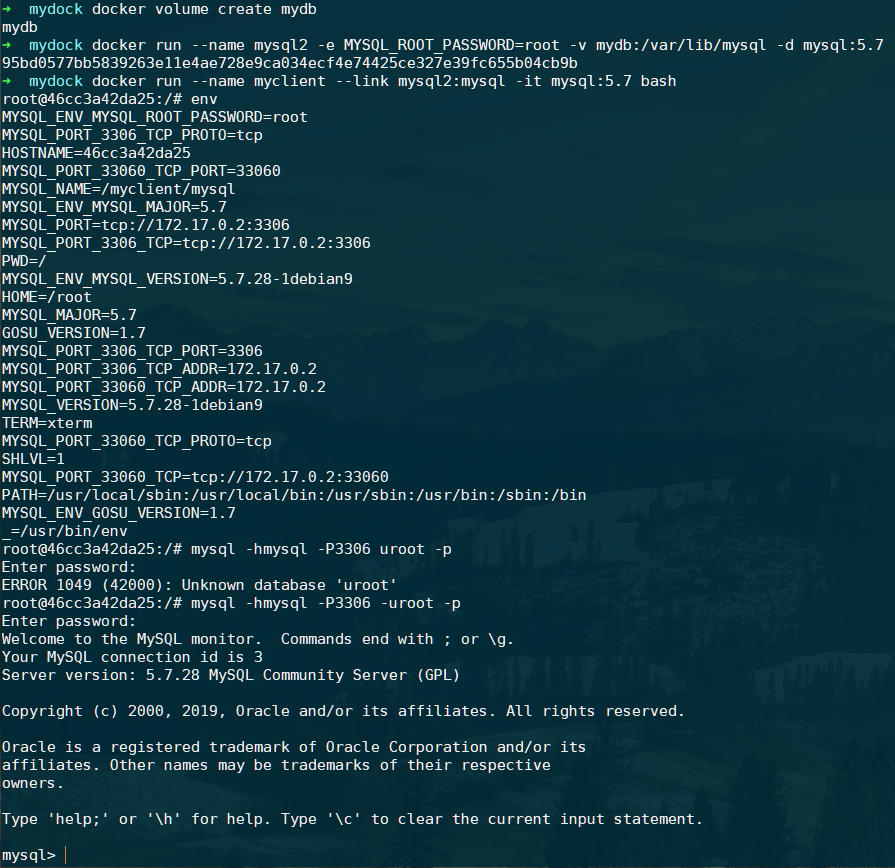 ➜  mydock docker volume create mydb
mydb
➜  mydock docker run --name mysql2 -e MYSQL_ROOT_PASSWORD=root -v mydb:/var/lib/mysql -d mysql:5.7
95bd0577bb5839263e11e4ae728e9ca034ecf4e74425ce327e39fc655b04cb9b
➜  mydock docker run --name myclient --link mysql2:mysql -it mysql:5.7 bash
root@46cc3a42da25:/# env
MYSQL_ENV_MYSQL_ROOT_PASSWORD=root
MYSQL_PORT_3306_TCP_PROTO=tcp
HOSTNAME=46cc3a42da25
MYSQL_PORT_33060_TCP_PORT=33060
MYSQL_NAME=/myclient/mysql
MYSQL_ENV_MYSQL_MAJOR=5.7
MYSQL_PORT=tcp://172.17.0.2:3306
MYSQL_PORT_3306_TCP=tcp://172.17.0.2:3306
PWD=/
MYSQL_ENV_MYSQL_VERSION=5.7.28-1debian9
HOME=/root
MYSQL_MAJOR=5.7
GOSU_VERSION=1.7
MYSQL_PORT_3306_TCP_PORT=3306
MYSQL_PORT_3306_TCP_ADDR=172.17.0.2
MYSQL_PORT_33060_TCP_ADDR=172.17.0.2
MYSQL_VERSION=5.7.28-1debian9
TERM=xterm
MYSQL_PORT_33060_TCP_PROTO=tcp
SHLVL=1
MYSQL_PORT_33060_TCP=tcp://172.17.0.2:33060
PATH=/usr/local/sbin:/usr/local/bin:/usr/sbin:/usr/bin:/sbin:/bin
MYSQL_ENV_GOSU_VERSION=1.7
_=/usr/bin/env
root@46cc3a42da25:/# mysql -hmysql -P3306 uroot -p
Enter password:
ERROR 1049 (42000): Unknown database 'uroot'
root@46cc3a42da25:/# mysql -hmysql -P3306 -uroot -p
Enter password:
Welcome to the MySQL monitor.  Commands end with ; or \g.
Your MySQL connection id is 3
Server version: 5.7.28 MySQL Community Server (GPL)

Copyright (c) 2000, 2019, Oracle and/or its affiliates. All rights reserved.

Oracle is a registered trademark of Oracle Corporation and/or its
affiliates. Other names may be trademarks of their respective
owners.

Type 'help;' or '\h' for help. Type '\c' to clear the current input statement.

mysql>